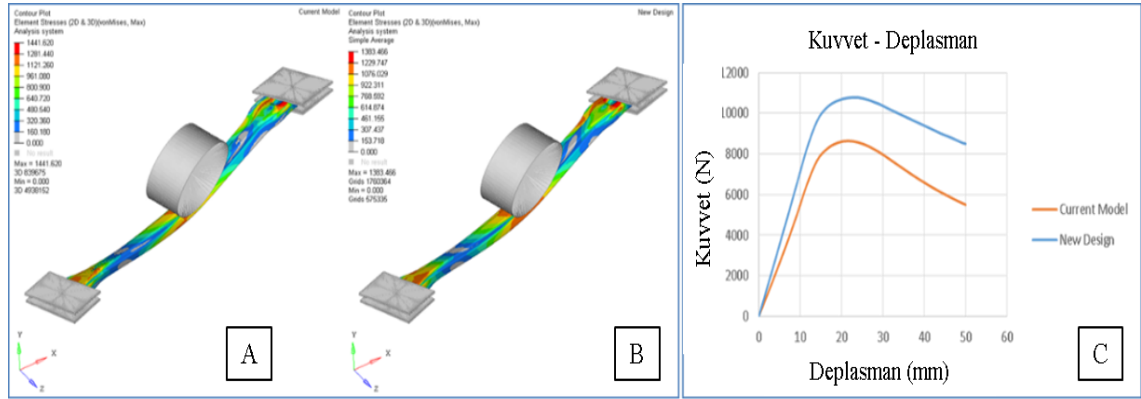 Contour Plot
Current Model
Element Stresses (2D & 3D)(vonMises, Max)
Analysis system
1441.620
1281.440
1121.260
961.080
800.900
640.720
480.540
320.360
160.180
0.000
No result
Max = 1441.620
3D 839675
Min = 0.000
3D 4938152
Y
X
Z
A
Contour Plot
New Design
Element Stresses (2D & 3D)(vonMises, Max)
Analysis system
Simple Average
1383.466
1229.747
1076.029
922.311
768.592
614.874
461.155
307.437
153.718
0.000
No result
Max = 1383.466
Grids 1760364
Min = 0.000
Grids 575335
Y
X
Z
B
Kuvvet - Deplasman
Kuvvet (N)
12000
10000
8000
6000
4000
2000
0
0 10 20 30 40 50 60
Deplasman (mm)
Current Model
New Design
C